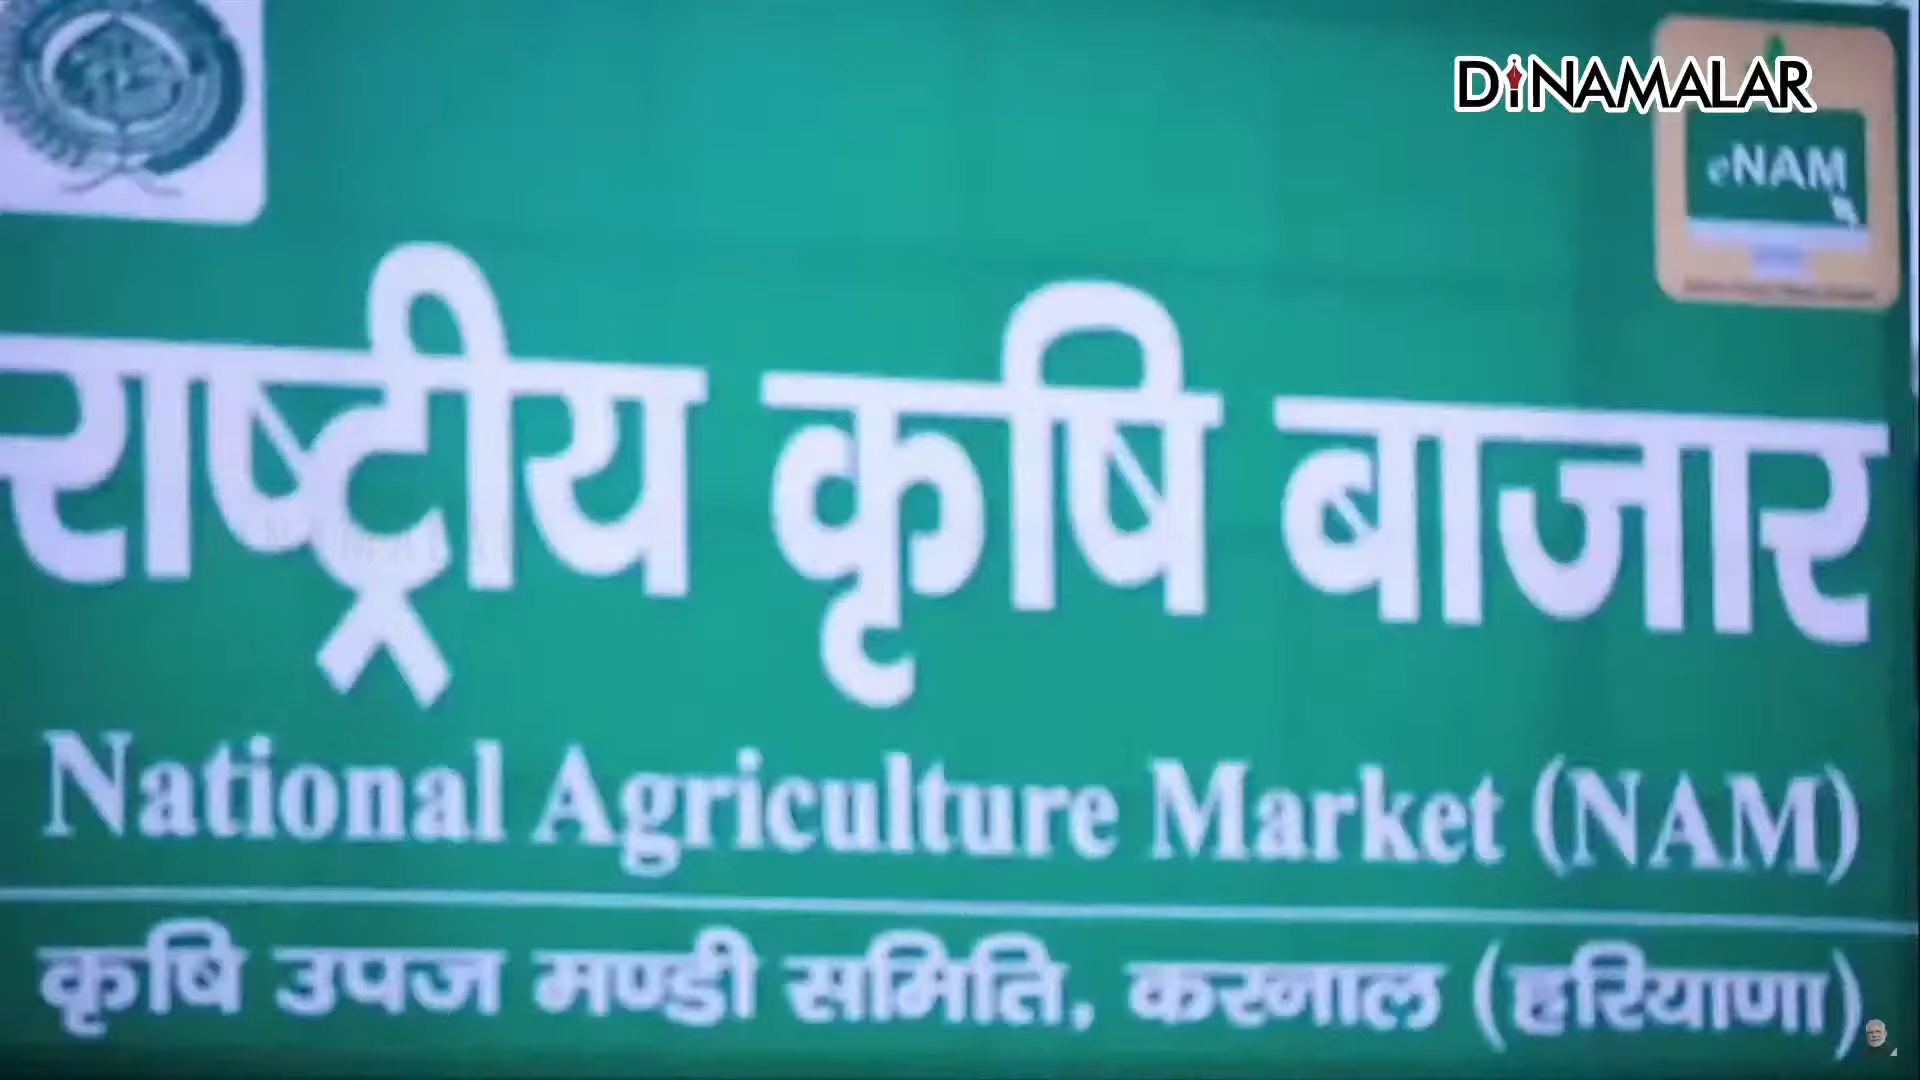 DINAMALAR
eNAM
राष्ट्रीय कृषि बाजार
National Agriculture Market (NAM)
कृषि उपज मण्डी समिति, करनाल (हरियाणा)